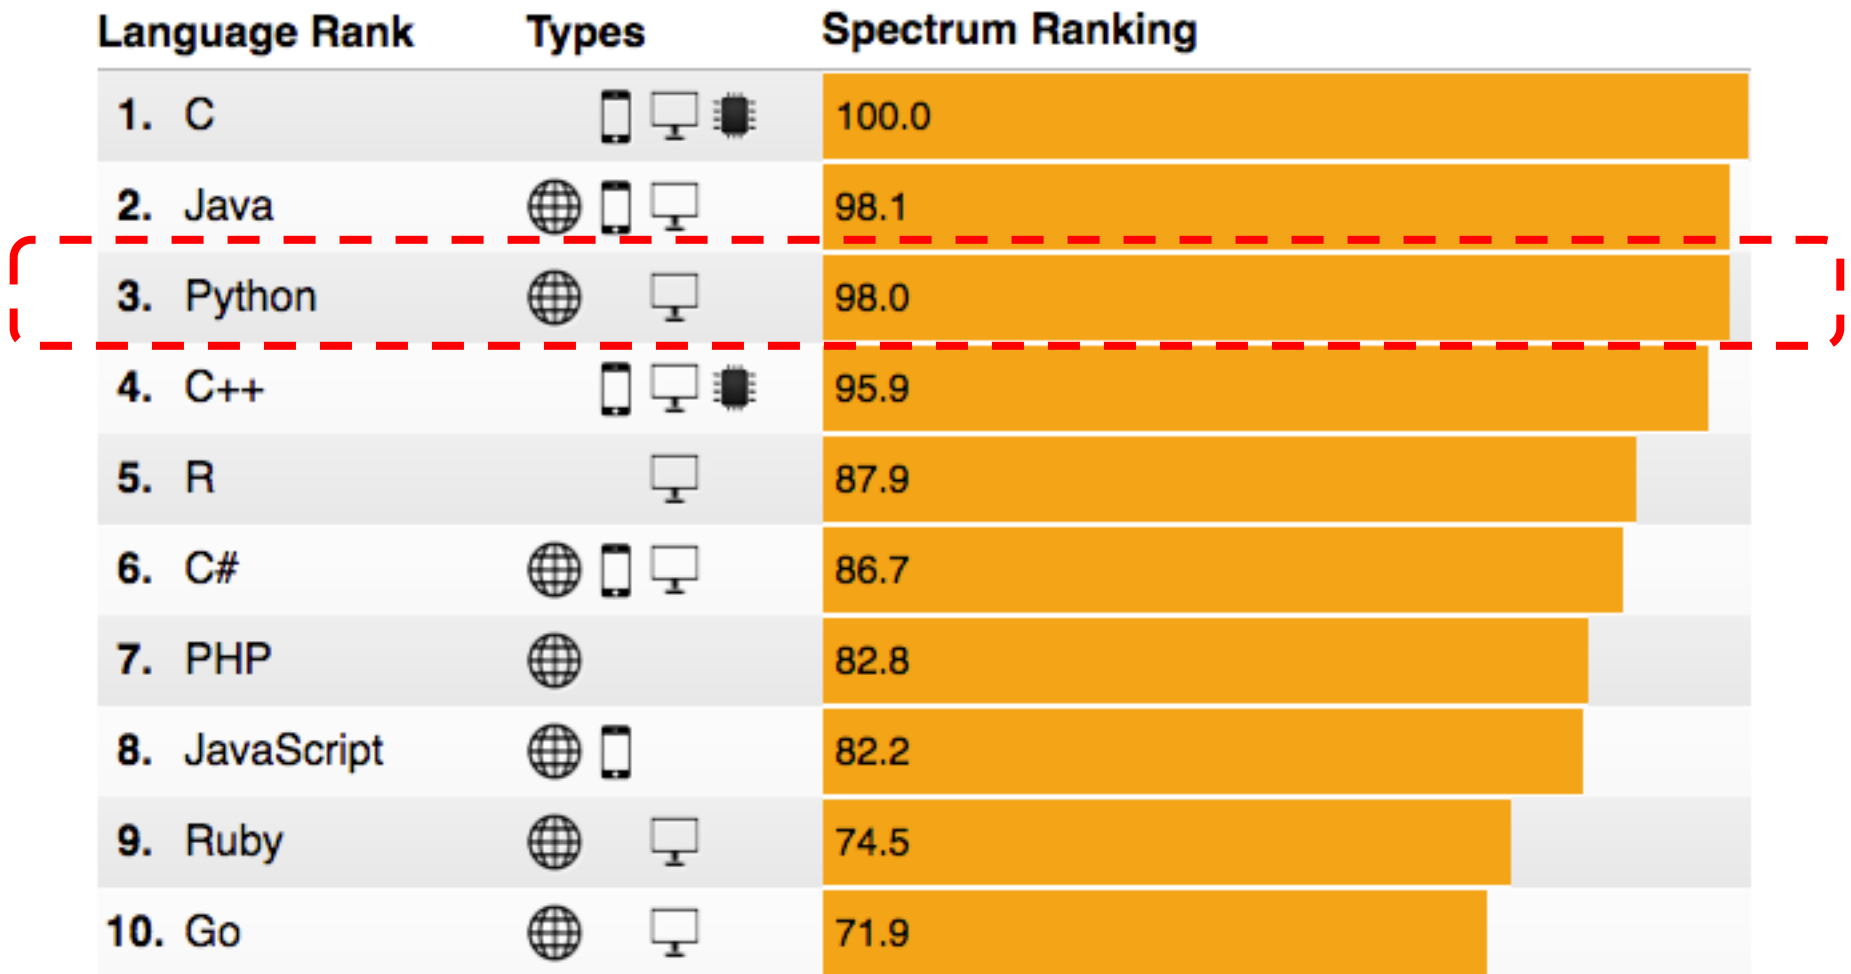 Language Rank Types Spectrum Ranking
1. C 100.0
2. Java 98.1
3. Python 98.0
4. C++ 95.9
5. R 87.9
6. C# 86.7
7. PHP 82.8
8. JavaScript 82.2
9. Ruby 74.5
10. Go 71.9